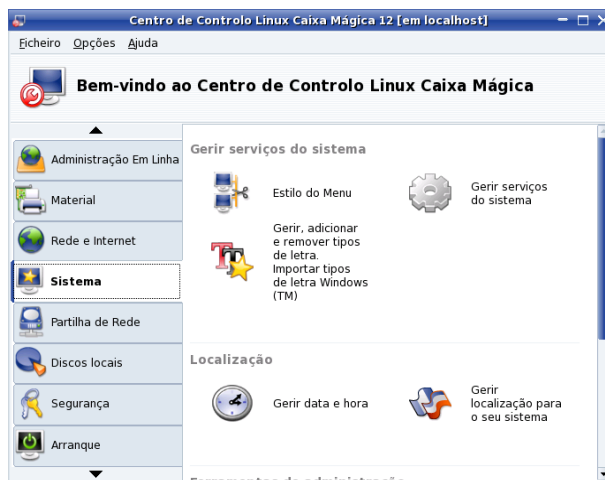 Centro de Controlo Linux Caixa Mágica 12 [em localhost]
Ficheiro Opções Ajuda
Bem-vindo ao Centro de Controlo Linux Caixa Mágica
Administração Em Linha
Material
Rede e Internet
Sistema
Partilha de Rede
Discos locais
Segurança
Arranque
Gerir serviços do sistema
Estilo do Menu
Gerir serviços
do sistema
Gerir, adicionar
e remover tipos
de letra.
Importar tipos
de letra Windows
(TM)
Localização
Gerir data e hora
Gerir
localização para
o seu sistema
Ferramentas de administração